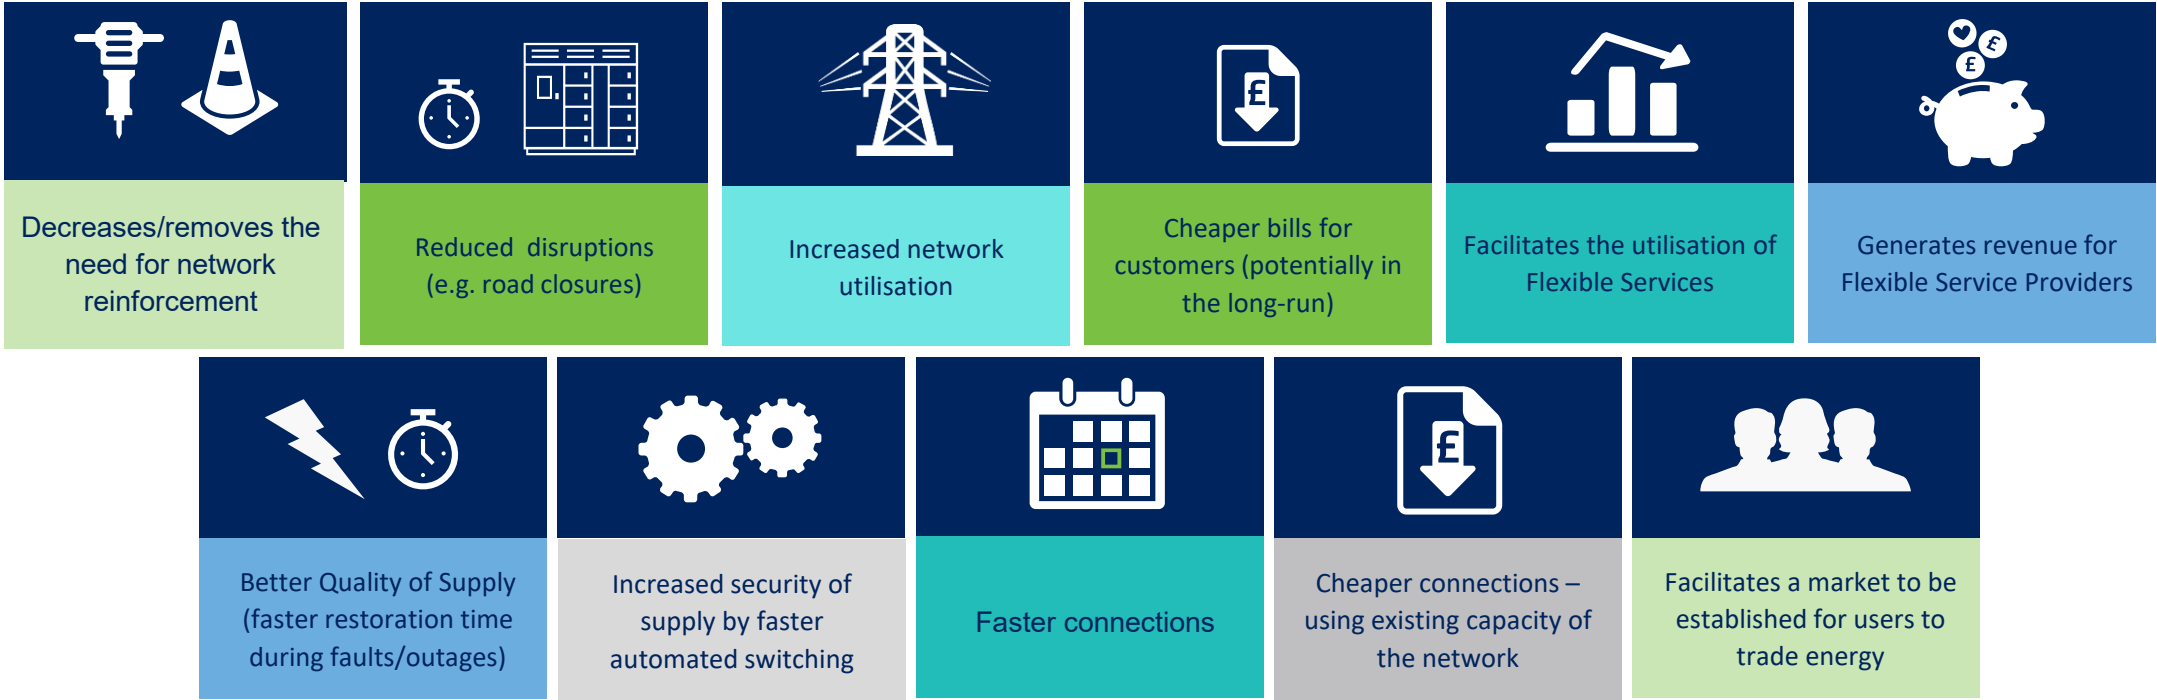 £
£
£
Decreases/removes the
need for network
reinforcement
Reduced disruptions
(e.g. road closures)
Increased network
utilisation
Cheaper bills for
customers (potentially in
the long-run)
Facilitates the utilisation of
Flexible Services
Generates revenue for
Flexible Service Providers
£
Better Quality of Supply
(faster restoration time
during faults/outages)
Increased security of
supply by faster
automated switching
Faster connections
Cheaper connections –
using existing capacity of
the network
Facilitates a market to be
established for users to
trade energy